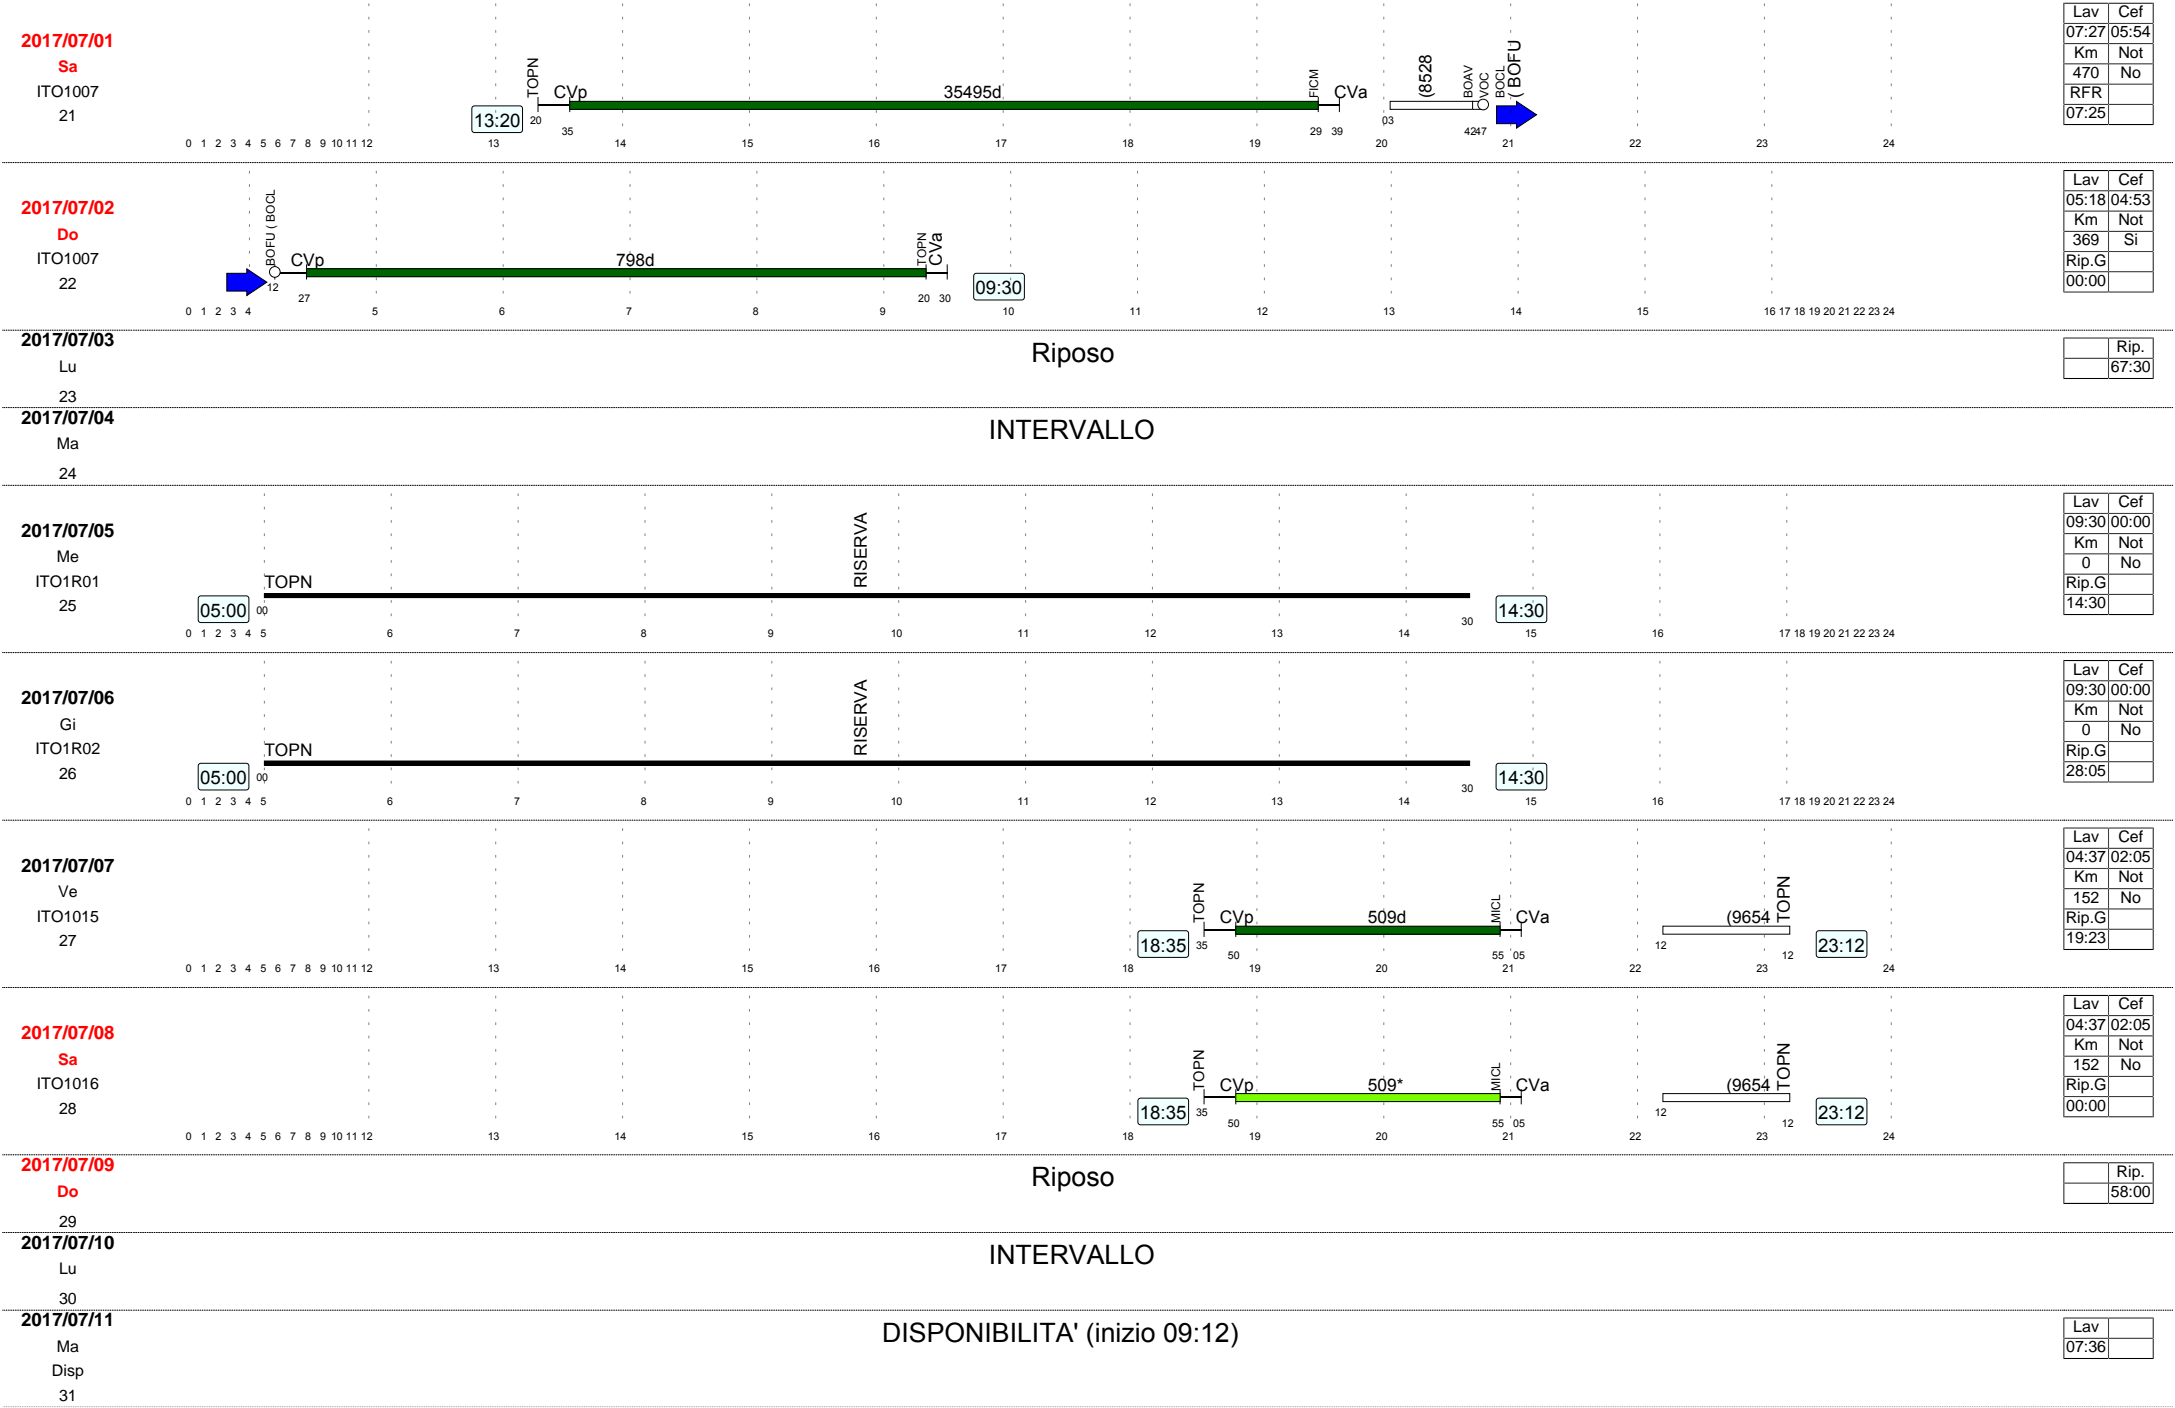 2017/07/01
Sa
ITO1007
21
13:20
TOPN
20
CVp
35
35495d
FICM
29 39
CVa
(8528
03
BOAV
4247
VOC
BOCL
( BOFU
0 1 2 3 4 5 6 7 8 9 10 11 12 13 14 15 16 17 18 19 20 21 22 23 24
Lav Cef
07:27 05:54
Km Not
470 No
RFR
07:25
2017/07/02
Do
ITO1007
22
BOFU ( BOCL
12
CVp
27
798d
TOPN
CVa
20 30
09:30
0 1 2 3 4 5 6 7 8 9 10 11 12 13 14 15 16 17 18 19 20 21 22 23 24
Lav Cef
05:18 04:53
Km Not
369 Si
Rip.G
00:00
2017/07/03
Lu
23
Riposo
Rip.
67:30
2017/07/04
Ma
24
INTERVALLO
2017/07/05
Me
ITO1R01
25
05:00
00
TOPN
RISERVA
30
14:30
0 1 2 3 4 5 6 7 8 9 10 11 12 13 14 15 16 17 18 19 20 21 22 23 24
Lav Cef
09:30 00:00
Km Not
0 No
Rip.G
14:30
2017/07/06
Gi
ITO1R02
26
05:00
00
TOPN
RISERVA
30
14:30
0 1 2 3 4 5 6 7 8 9 10 11 12 13 14 15 16 17 18 19 20 21 22 23 24
Lav Cef
09:30 00:00
Km Not
0 No
Rip.G
28:05
2017/07/07
Ve
ITO1015
27
18:35
TOPN
35
CVp
50
509d
MICL
55 05
CVa
12
(9654
TOPN
12
23:12
0 1 2 3 4 5 6 7 8 9 10 11 12 13 14 15 16 17 18 19 20 21 22 23 24
Lav Cef
04:37 02:05
Km Not
152 No
Rip.G
19:23
2017/07/08
Sa
ITO1016
28
18:35
TOPN
35
CVp
50
509*
MICL
55 05
CVa
12
(9654
TOPN
12
23:12
0 1 2 3 4 5 6 7 8 9 10 11 12 13 14 15 16 17 18 19 20 21 22 23 24
Lav Cef
04:37 02:05
Km Not
152 No
Rip.G
00:00
2017/07/09
Do
29
Riposo
Rip.
58:00
2017/07/10
Lu
30
INTERVALLO
2017/07/11
Ma
Disp
31
DISPONIBILITA' (inizio 09:12)
Lav
07:36